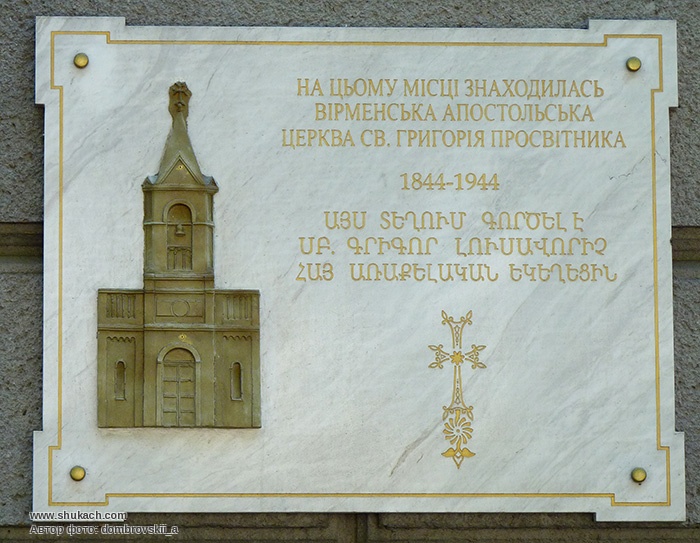 НА ЦЬОМУ МІСЦІ ЗНАХОДИЛАСЬ
ВІРМЕНСЬКА АПОСТОЛЬСЬКА
ЦЕРКВА СВ. ГРИГОРІЯ ПРОСВІТНИКА
1844-1944
ԱՅՍ ՏԵՂՈՒՄ ԳՈՐԾԵԼ Է
ՍԲ. ԳՐԻԳՈՐ ԼՈՒՍԱՎՈՐԻՉ
ՀԱՅ ԱՌԱՔԵԼԱԿԱՆ ԵԿԵՂԵՑԻՆ
www.shukach.com
Автор фото: dombrovskii_a